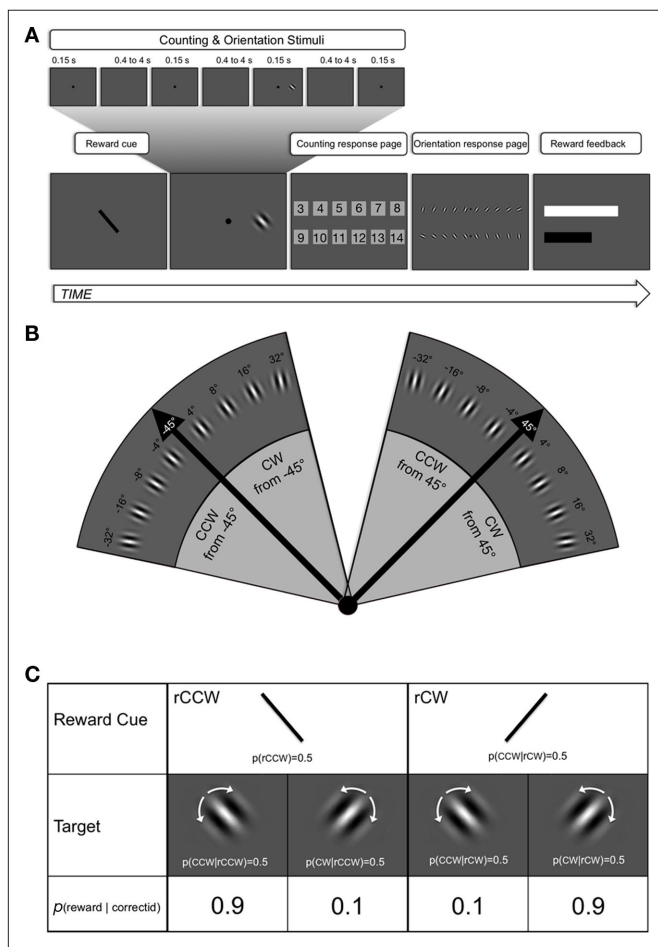 A
Counting & Orientation Stimuli
0.15 s 0.4 to 4 s 0.15 s 0.4 to 4 s 0.15 s 0.4 to 4 s 0.15 s
Reward cue Counting response page Orientation response page Reward feedback
3 4 5 6 7 8
9 10 11 12 13 14
TIME
B
-32° -16° -8° -4° -45° 4° 8° 16° 32°
CCW
from -45°
CW
from -45°
-32° -16° -8° -4° 45° 4° 8° 16° 32°
CCW
from 45°
CW
from 45°
C
Reward Cue rCCW rCW
p(rCCW)=0.5 p(CCW|rCW)=0.5
Target
p(CCW|rCCW)=0.5 p(CW|rCCW)=0.5 p(CCW|rCW)=0.5 p(CW|rCW)=0.5
p(reward | correctid) 0.9 0.1 0.1 0.9